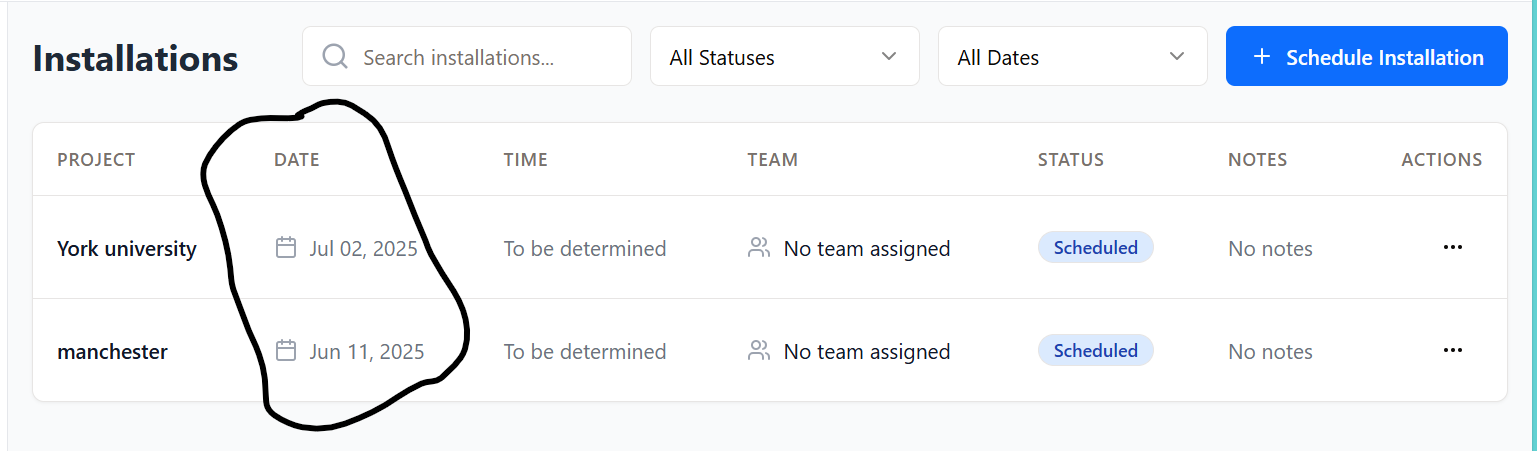 Installations Search installations... All Statuses All Dates + Schedule Installation
PROJECT DATE TIME TEAM STATUS NOTES ACTIONS
York university Jul 02, 2025 To be determined No team assigned Scheduled No notes ...
manchester Jun 11, 2025 To be determined No team assigned Scheduled No notes ...